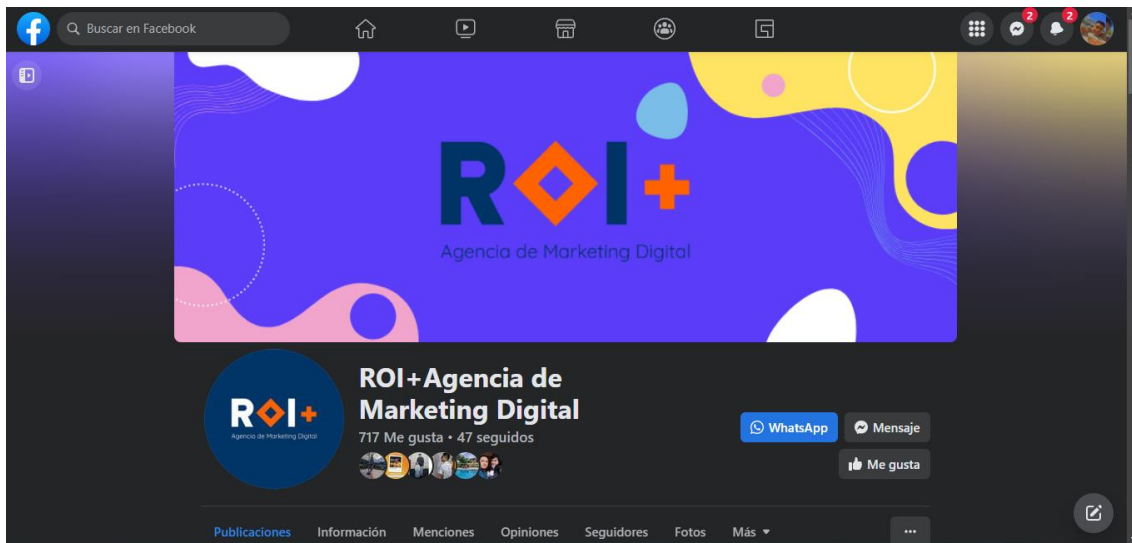 Buscar en Facebook
2
2
ROI+
Agencia de Marketing Digital
ROI+
Agencia de Marketing Digital
ROI+Agencia de
Marketing Digital
717 Me gusta • 47 seguidos
WhatsApp
Mensaje
Me gusta
Publicaciones Información Menciones Opiniones Seguidores Fotos Más